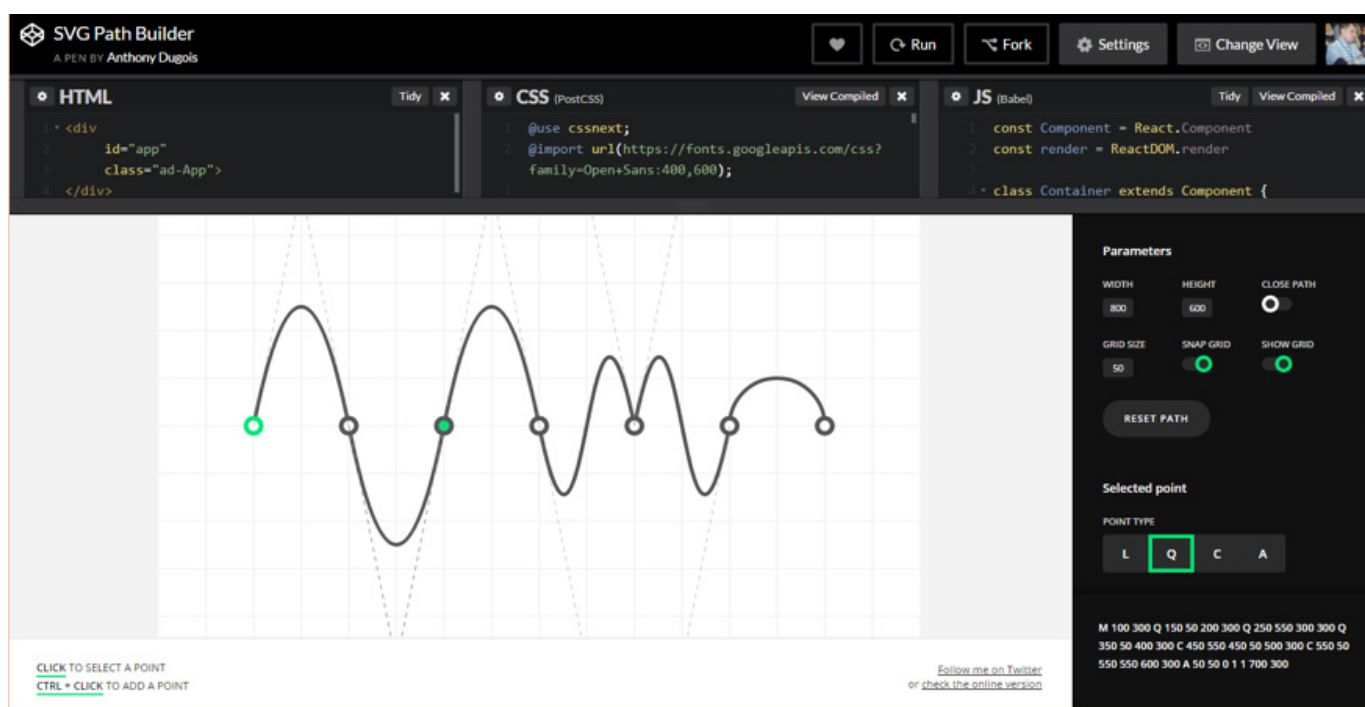 SVG Path Builder
A PEN BY Anthony Dugois
Run
Fork
Settings
Change View
HTML
Tidy
CSS (PostCSS)
View Compiled
JS (Babel)
Tidy
View Compiled
1 <div
2 id="app"
3 class="ad-App">
4 </div>
1 @use cssnext;
2 @import url(https://fonts.googleapis.com/css?
family=Open+Sans:400,600);
3
1 const Component = React.Component
2 const render = ReactDOM.render
3
4 class Container extends Component {
Parameters
WIDTH HEIGHT CLOSE PATH
800 600
GRID SIZE SNAP GRID SHOW GRID
50
RESET PATH
Selected point
POINT TYPE
L Q C A
M 100 300 Q 150 50 200 300 Q 250 550 300 300 Q
350 50 400 300 C 450 550 450 50 500 300 C 550 50
550 550 600 300 A 50 50 0 1 1 700 300
CLICK TO SELECT A POINT
CTRL + CLICK TO ADD A POINT
Follow me on Twitter
or check the online version